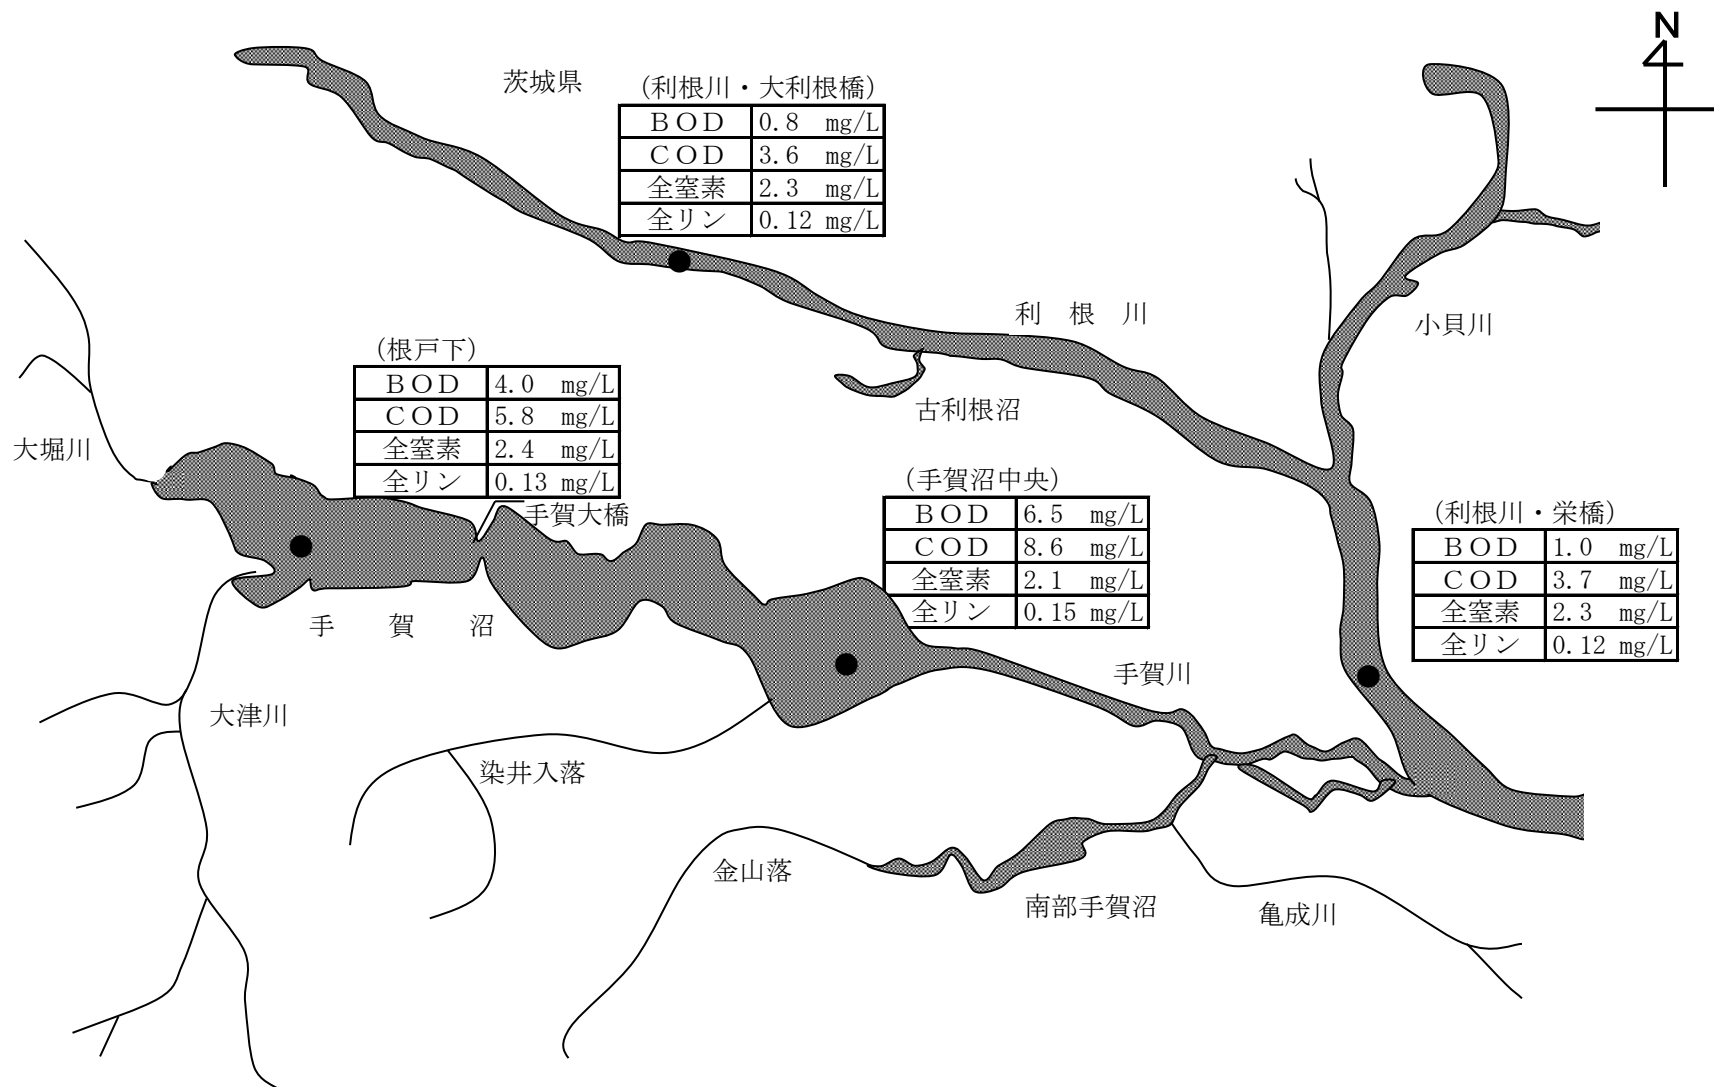 N
茨城県
(利根川・大利根橋)
BOD 0.8 mg/L
COD 3.6 mg/L
全窒素 2.3 mg/L
全リン 0.12 mg/L
利 根 川
小貝川
(根戸下)
BOD 4.0 mg/L
COD 5.8 mg/L
全窒素 2.4 mg/L
全リン 0.13 mg/L
古利根沼
大堀川
手賀大橋
(手賀沼中央)
BOD 6.5 mg/L
COD 8.6 mg/L
全窒素 2.1 mg/L
全リン 0.15 mg/L
(利根川・栄橋)
BOD 1.0 mg/L
COD 3.7 mg/L
全窒素 2.3 mg/L
全リン 0.12 mg/L
手 賀 沼
手賀川
大津川
染井入落
金山落
南部手賀沼
亀成川